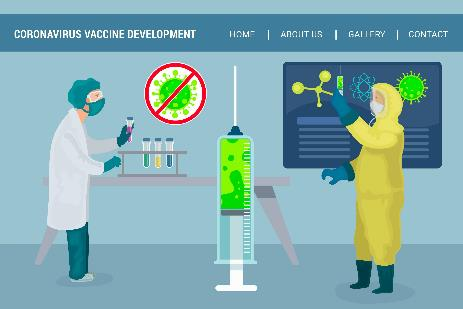 CORONAVIRUS VACCINE DEVELOPMENT
HOME | ABOUT US | GALLERY | CONTACT